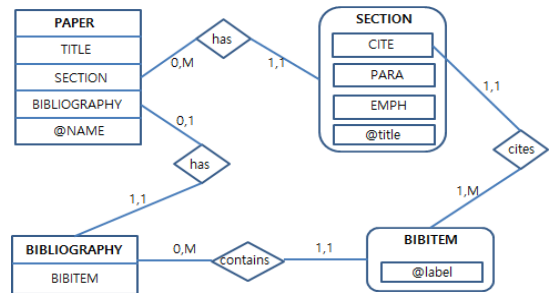 PAPER
TITLE
SECTION
BIBLIOGRAPHY
@NAME
has
0,M
1,1
SECTION
CITE
PARA
EMPH
@title
1,1
cites
1,M
0,1
has
1,1
BIBLIOGRAPHY
BIBITEM
0,M
contains
1,1
BIBITEM
@label